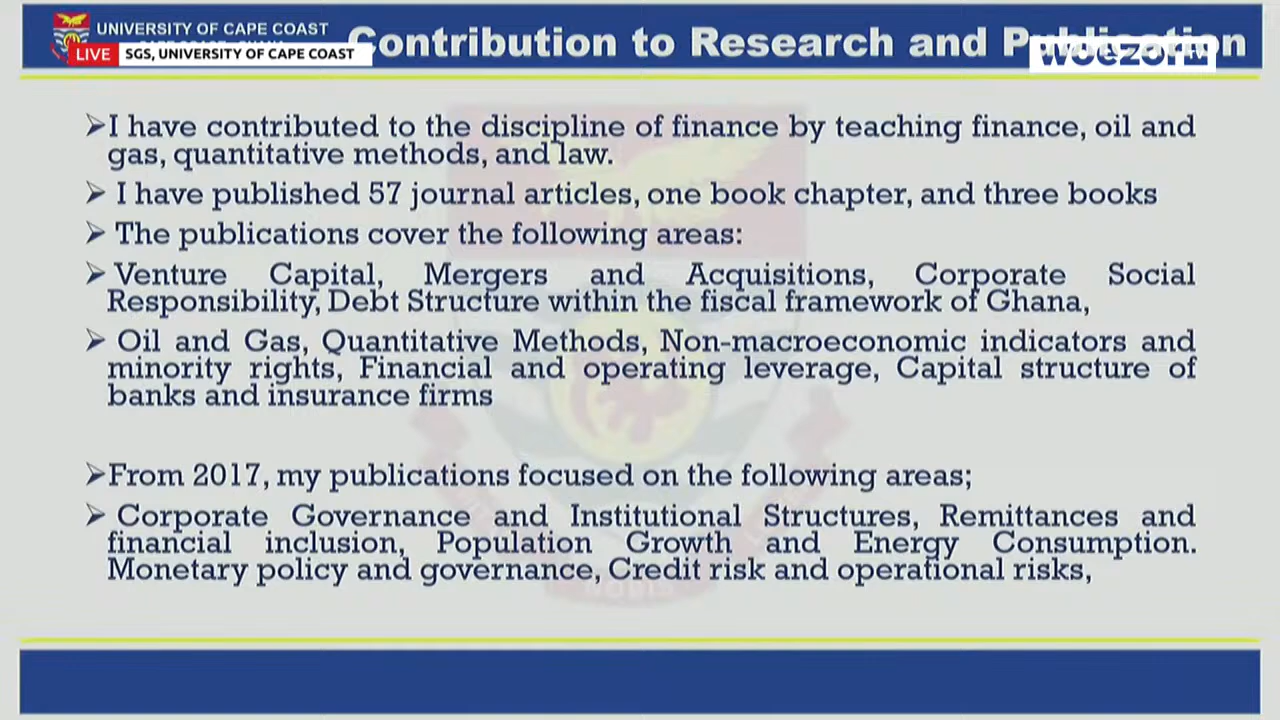 UNIVERSITY OF CAPE COAST
LIVE SGS, UNIVERSITY OF CAPE COAST
Contribution to Research and Publication
woezor tv
➢I have contributed to the discipline of finance by teaching finance, oil and
gas, quantitative methods, and law.
➢ I have published 57 journal articles, one book chapter, and three books
➢ The publications cover the following areas:
➢ Venture Capital, Mergers and Acquisitions, Corporate Social
Responsibility, Debt Structure within the fiscal framework of Ghana,
➢ Oil and Gas, Quantitative Methods, Non-macroeconomic indicators and
minority rights, Financial and operating leverage, Capital structure of
banks and insurance firms
➢From 2017, my publications focused on the following areas;
➢ Corporate Governance and Institutional Structures, Remittances and
financial inclusion, Population Growth and Energy Consumption.
Monetary policy and governance, Credit risk and operational risks,